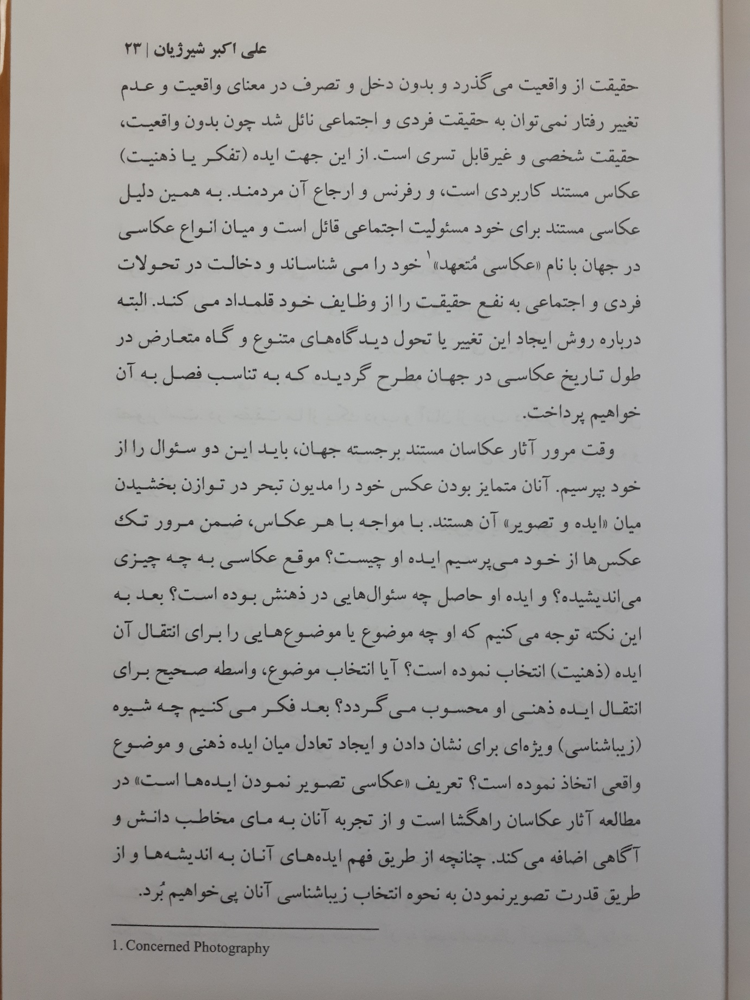 علی اکبر شیرژیان | ۲۳
حقیقت از واقعیت می‌گذرد و بدون دخل و تصرف در معنای واقعیت و عدم
تغییر رفتار نمی‌توان به حقیقت فردی و اجتماعی نائل شد چون بدون واقعیت،
حقیقت شخصی و غیرقابل تسری است. از این جهت ایده (تفکر یا ذهنیت)
عکاس مستند کاربردی است، و رفرنس و ارجاع آن مردمند. به همین دلیل
عکاسی مستند برای خود مسئولیت اجتماعی قائل است و میان انواع عکاسی
در جهان با نام «عکاسی مُتعهد»۱ خود را می شناساند و دخالت در تحولات
فردی و اجتماعی به نفع حقیقت را از وظایف خود قلمداد می کند. البته
درباره روش ایجاد این تغییر یا تحول دیدگاه‌های متنوع و گاه متعارض در
طول تاریخ عکاسی در جهان مطرح گردیده که به تناسب فصل به آن
خواهیم پرداخت.
وقت مرور آثار عکاسان مستند برجسته جهان، باید این دو سئوال را از
خود بپرسیم. آنان متمایز بودن عکس خود را مدیون تبحر در توازن بخشیدن
میان «ایده و تصویر» آن هستند. با مواجه با هر عکاس، ضمن مرور تک
عکس‌ها از خود می‌پرسیم ایده او چیست؟ موقع عکاسی به چه چیزی
می‌اندیشیده؟ و ایده او حاصل چه سئوال‌هایی در ذهنش بوده است؟ بعد به
این نکته توجه می‌کنیم که او چه موضوع یا موضوع‌هایی را برای انتقال آن
ایده (ذهنیت) انتخاب نموده است؟ آیا انتخاب موضوع، واسطه صحیح برای
انتقال ایده ذهنی او محسوب می‌گردد؟ بعد فکر می‌کنیم چه شیوه
(زیباشناسی) ویژه‌ای برای نشان دادن و ایجاد تعادل میان ایده ذهنی و موضوع
واقعی اتخاذ نموده است؟ تعریف «عکاسی تصویر نمودن ایده‌ها است» در
مطالعه آثار عکاسان راهگشا است و از تجربه آنان به مای مخاطب دانش و
آگاهی اضافه می‌کند. چنانچه از طریق فهم ایده‌های آنان به اندیشه‌ها و از
طریق قدرت تصویرنمودن به نحوه انتخاب زیباشناسی آنان پی‌خواهیم بُرد.
1. Concerned Photography